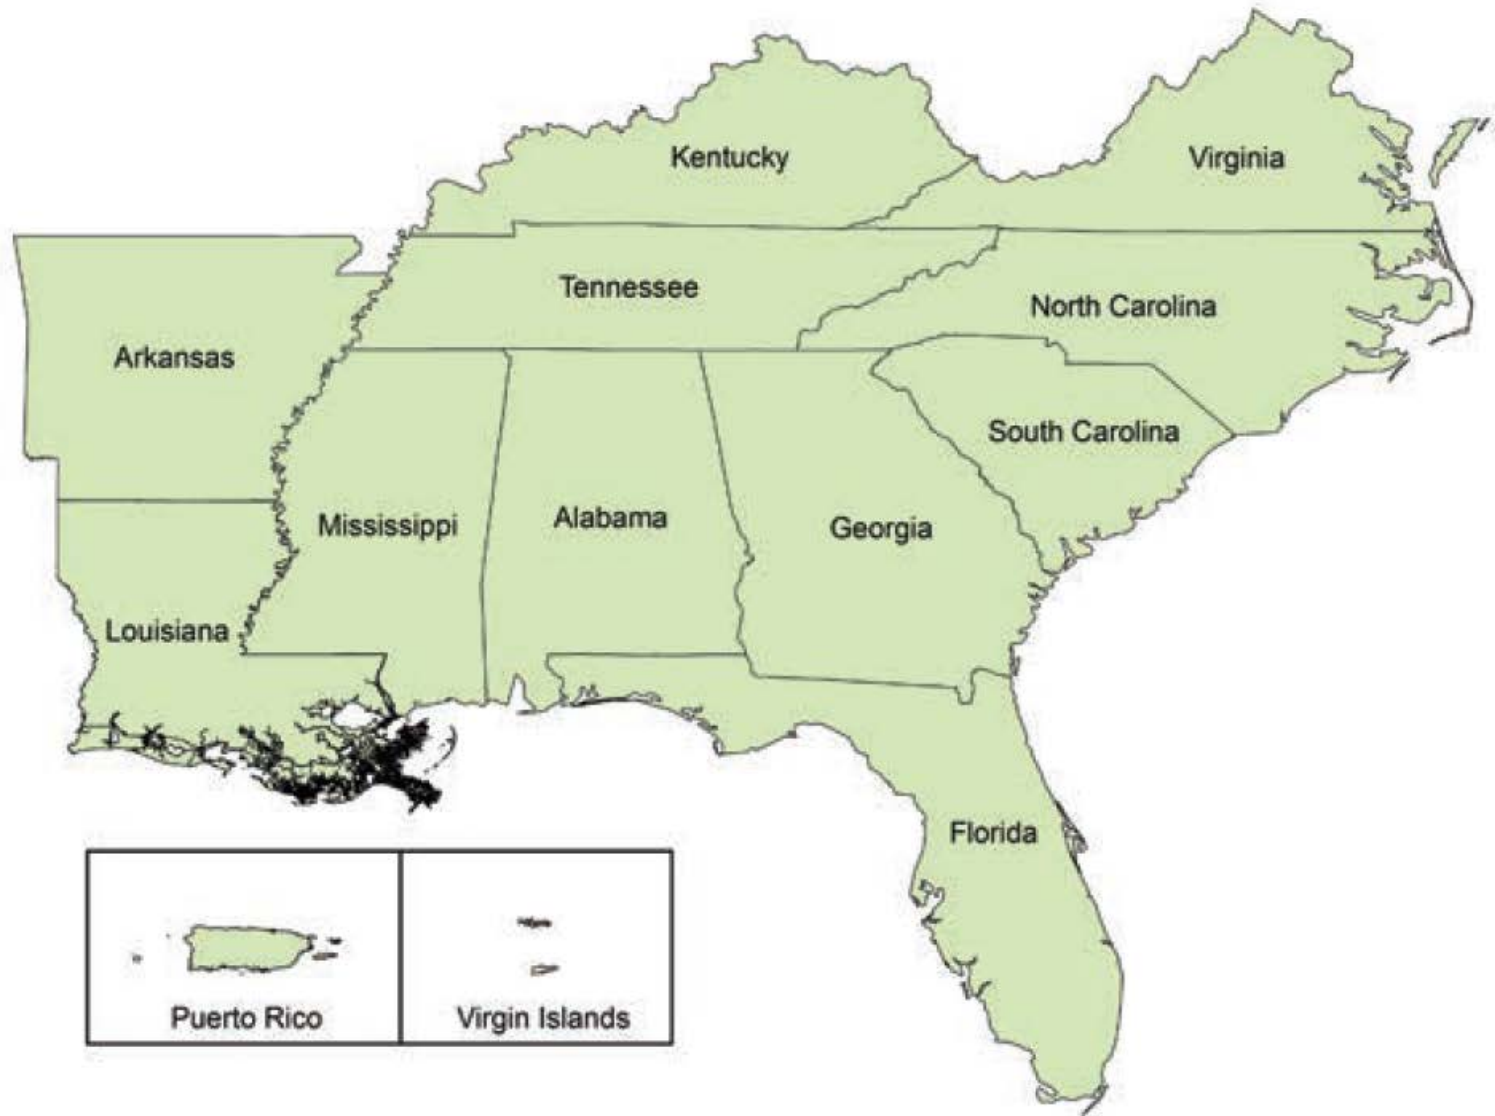 Kentucky
Virginia
Tennessee
North Carolina
Arkansas
South Carolina
Mississippi
Alabama
Georgia
Louisiana
Florida
Puerto Rico
Virgin Islands